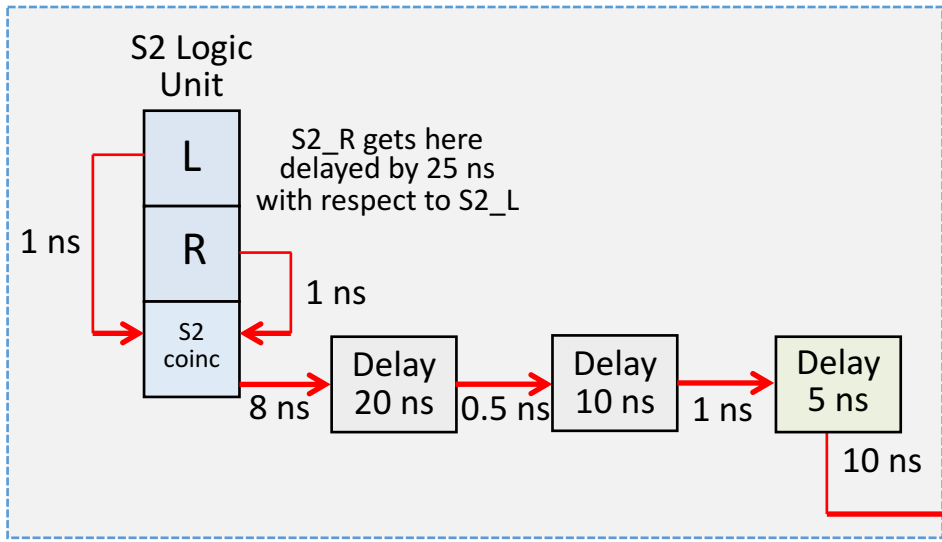 S2 Logic
Unit
L
S2_R gets here
delayed by 25 ns
with respect to S2_L
1 ns
R
1 ns
S2
coinc
8 ns
Delay
20 ns
0.5 ns
Delay
10 ns
1 ns
Delay
5 ns
10 ns